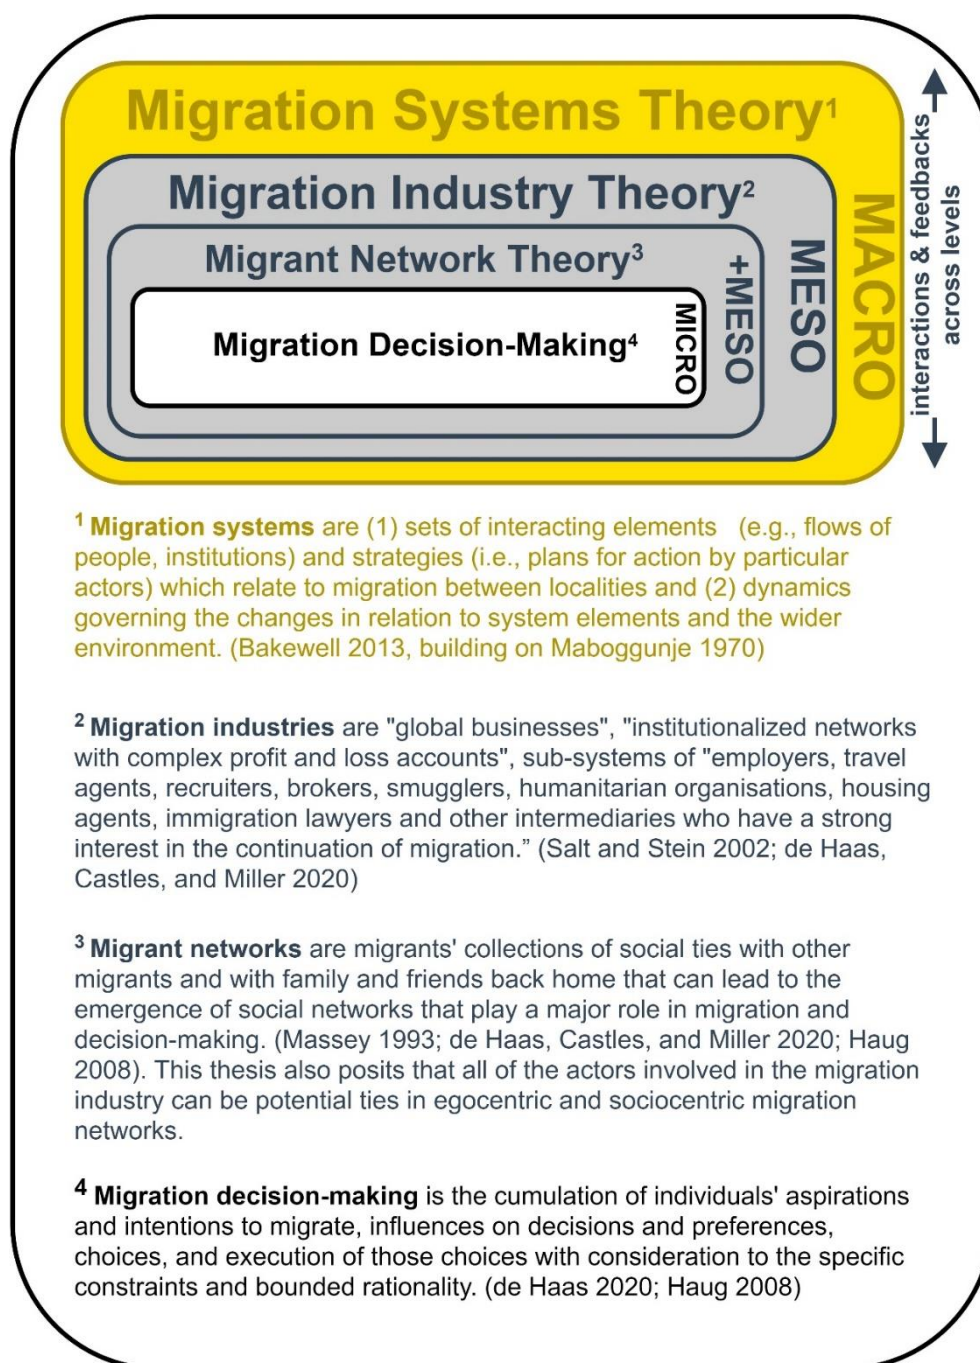 Migration Systems Theory¹
Migration Industry Theory²
Migrant Network Theory³
Migration Decision-Making⁴
MICRO
+MESO
MESO
MACRO
interactions & feedbacks
across levels
¹ Migration systems are (1) sets of interacting elements (e.g., flows of
people, institutions) and strategies (i.e., plans for action by particular
actors) which relate to migration between localities and (2) dynamics
governing the changes in relation to system elements and the wider
environment. (Bakewell 2013, building on Maboggunje 1970)
² Migration industries are "global businesses", "institutionalized networks
with complex profit and loss accounts", sub-systems of "employers, travel
agents, recruiters, brokers, smugglers, humanitarian organisations, housing
agents, immigration lawyers and other intermediaries who have a strong
interest in the continuation of migration.” (Salt and Stein 2002; de Haas,
Castles, and Miller 2020)
³ Migrant networks are migrants' collections of social ties with other
migrants and with family and friends back home that can lead to the
emergence of social networks that play a major role in migration and
decision-making. (Massey 1993; de Haas, Castles, and Miller 2020; Haug
2008). This thesis also posits that all of the actors involved in the migration
industry can be potential ties in egocentric and sociocentric migration
networks.
⁴ Migration decision-making is the cumulation of individuals' aspirations
and intentions to migrate, influences on decisions and preferences,
choices, and execution of those choices with consideration to the specific
constraints and bounded rationality. (de Haas 2020; Haug 2008)